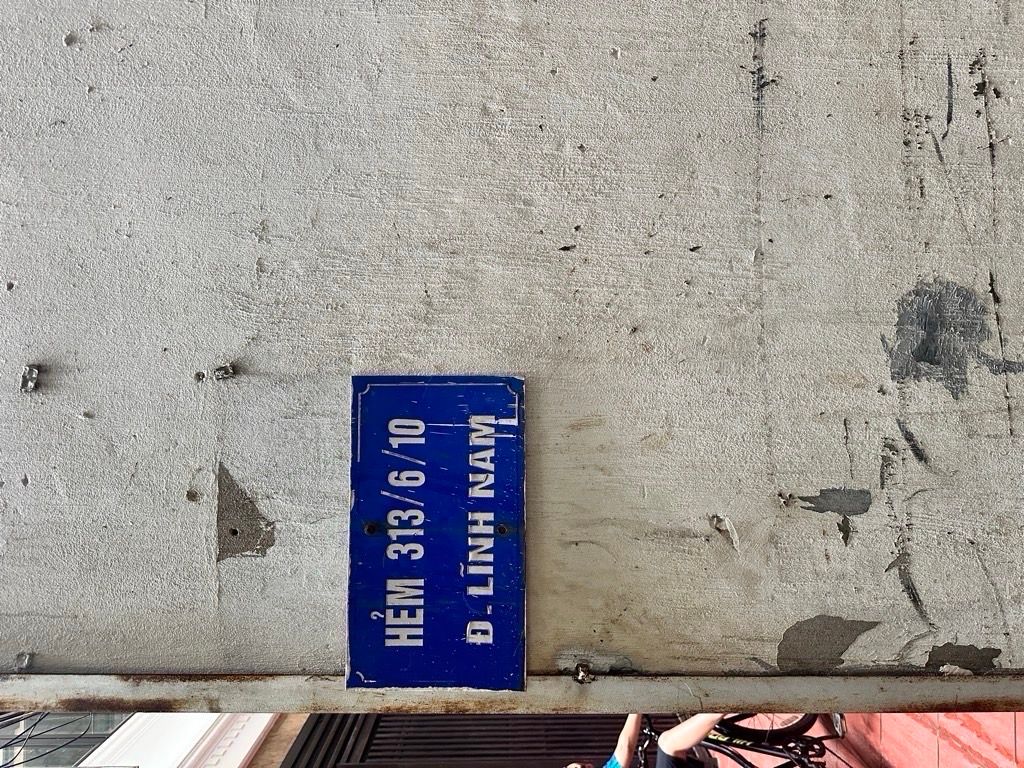 HẺM 313/6/10
Đ - LĨNH NAM